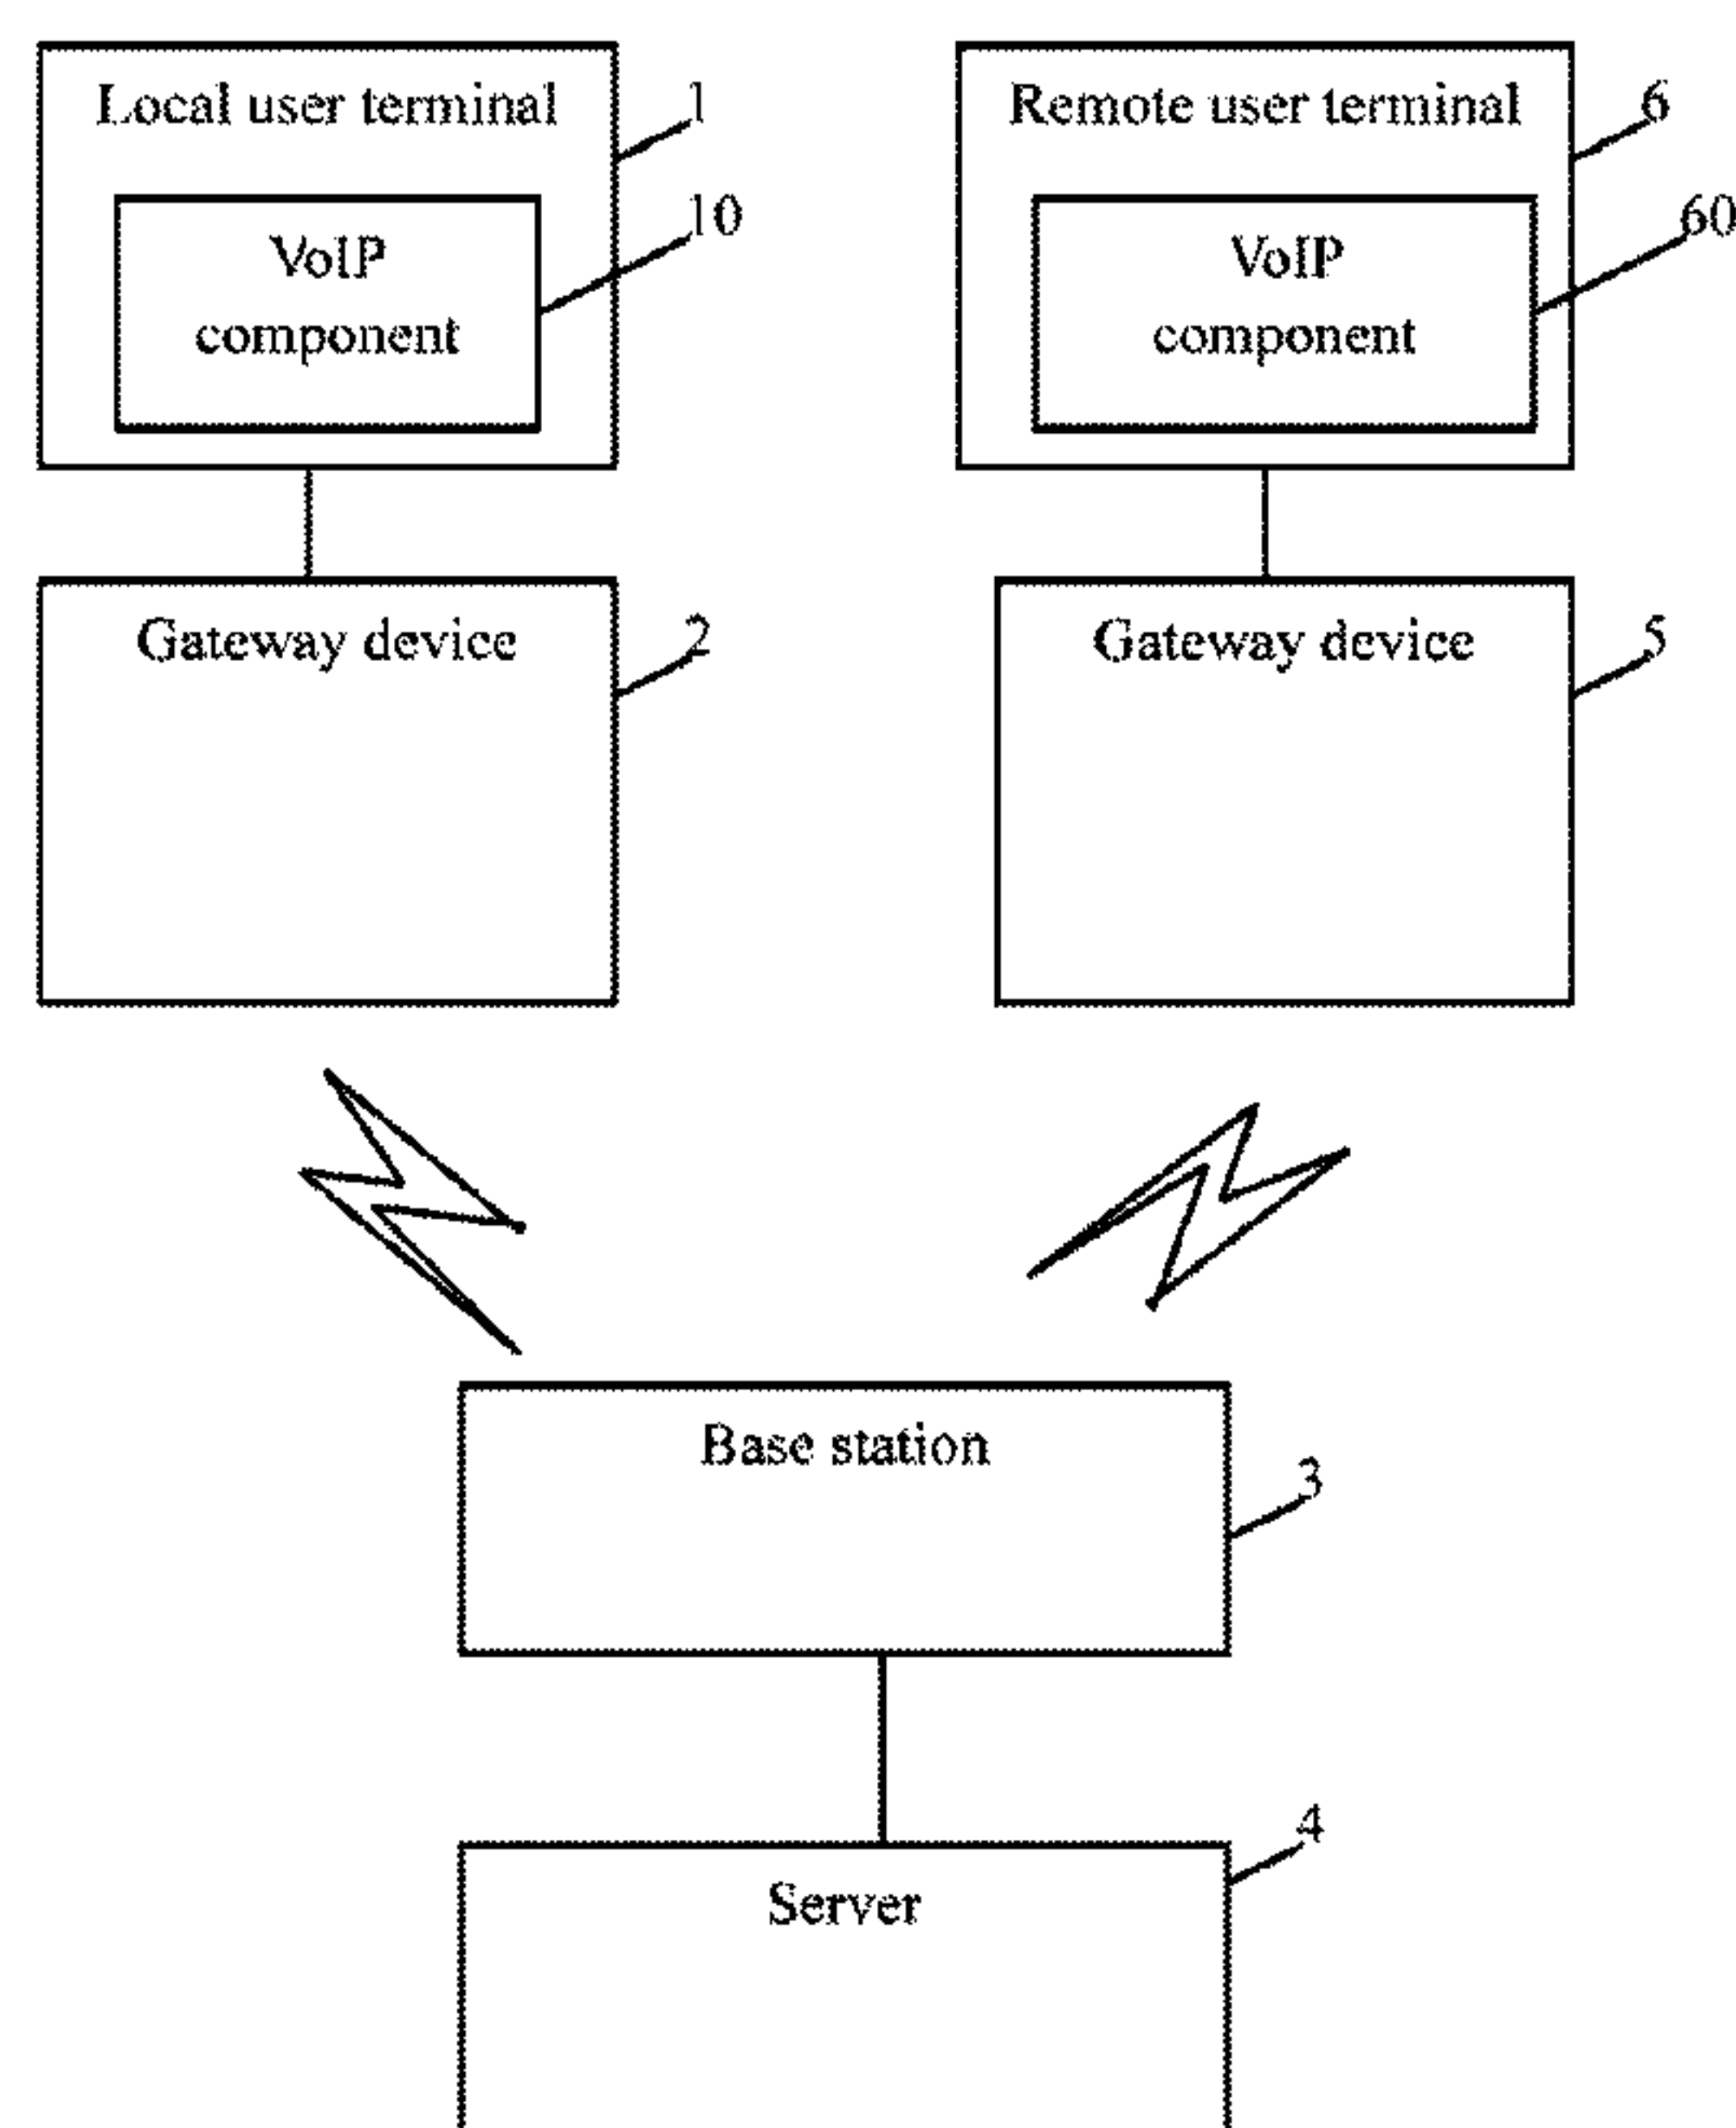 Local user terminal
1
VoIP
component
10
Remote user terminal
6
VoIP
component
60
Gateway device
2
Gateway device
5
Base station
3
Server
4